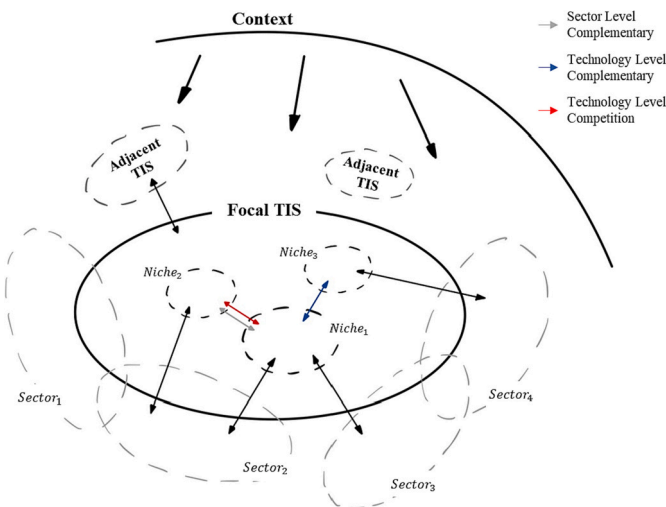 Context
Sector Level
Complementary
Technology Level
Complementary
Technology Level
Competition
Adjacent
TIS
Adjacent
TIS
Focal TIS
Niche₃
Niche₂
Niche₁
Sector₁
Sector₄
Sector₂
Sector₃